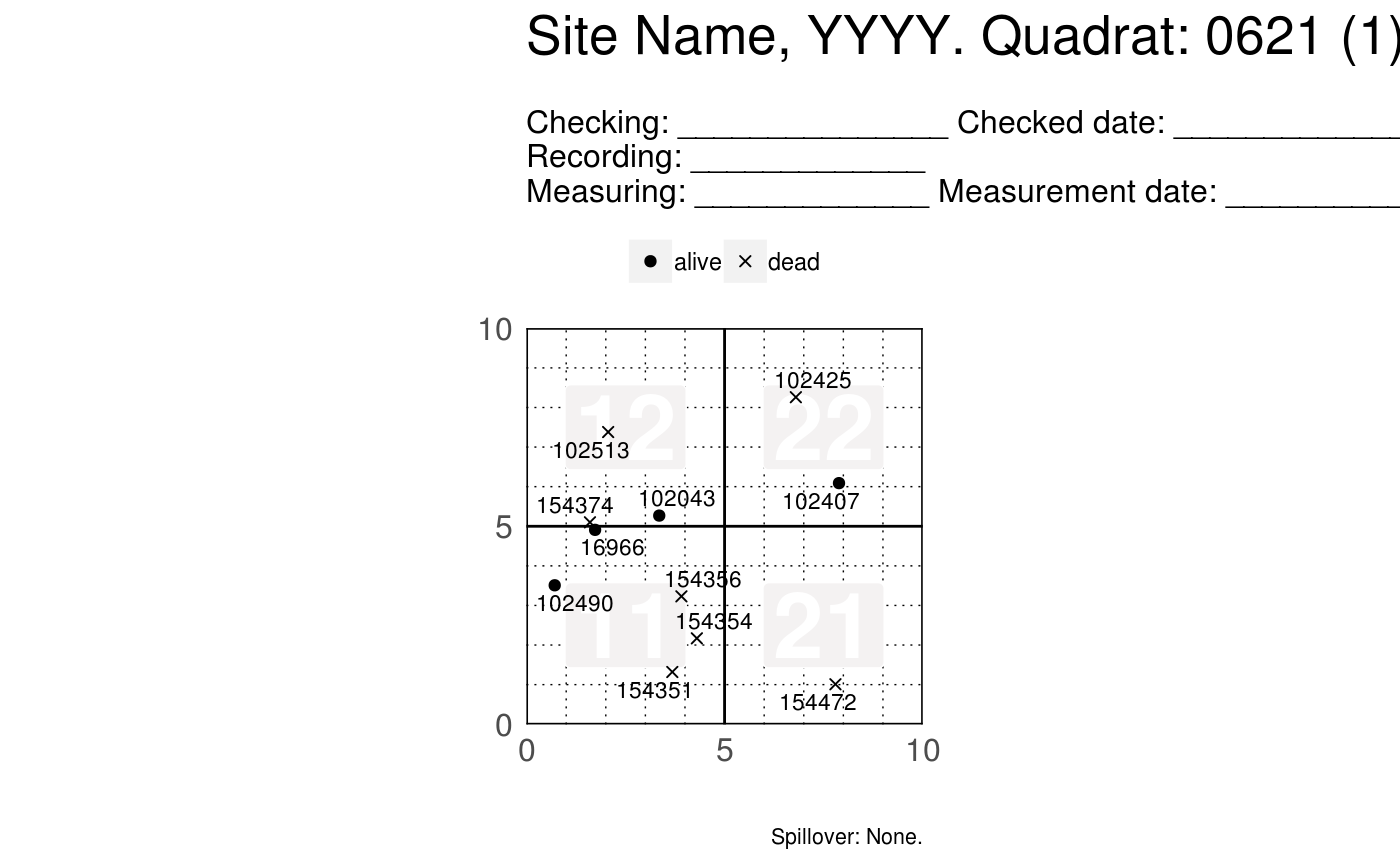 Site Name, YYYY. Quadrat: 0621 (1)
Checking: _______________ Checked date: _____________
Recording: _____________
Measuring: _____________ Measurement date: __________
alive dead
10
102425
12 22
102513
154374 102043 102407
5
16966
154356
102490
11 21
154354
154351 154472
0
0 5 10
Spillover: None.